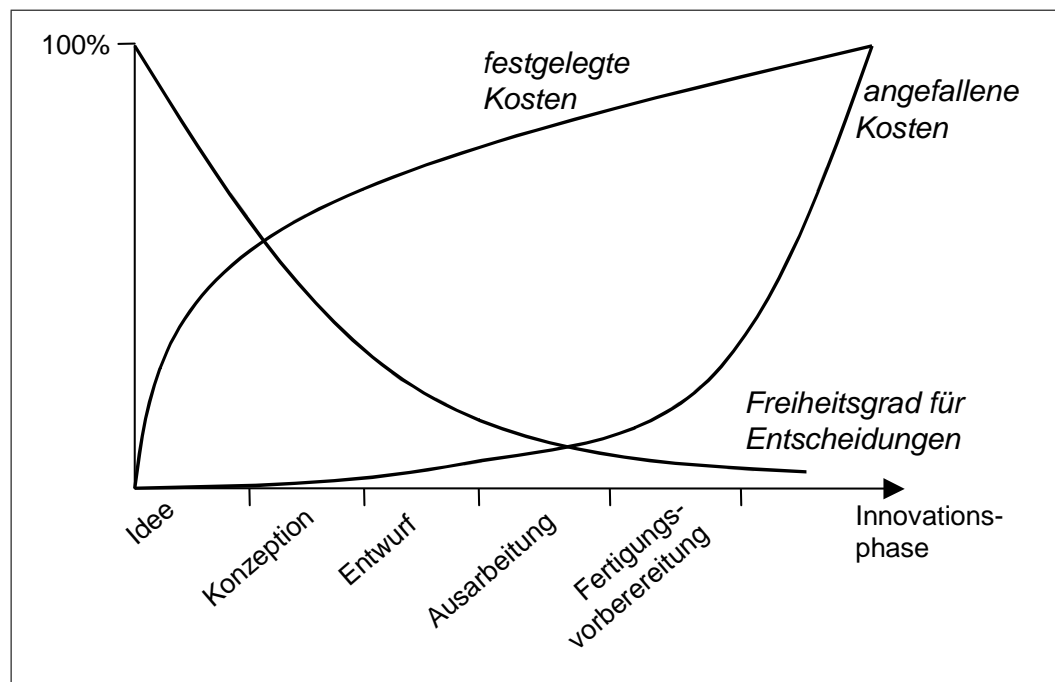 100%
festgelegte
Kosten
angefallene
Kosten
Freiheitsgrad für
Entscheidungen
Innovations-
phase
Idee
Konzeption
Entwurf
Ausarbeitung
Fertigungs-
vorberereitung